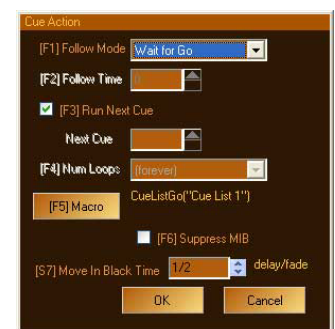 Cue Action
[F1] Follow Mode Wait for Go
[F2] Follow Time 0
[F3] Run Next Cue
Next Cue
[F4] Num Loops (forever)
[F5] Macro CueListGo("Cue List 1")
[F6] Suppress MIB
[S7] Move In Black Time 1/2 delay/fade
OK Cancel